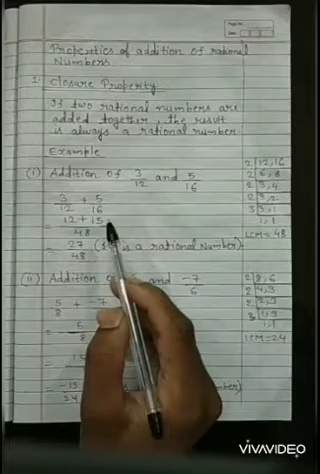 Page No.
Date
Properties of addition of rational
Numbers
1. Closure Property
If two rational numbers are
added together, the result
is always a rational number.
Example
(i) Addition of 3/12 and 5/16
3/12 + 5/16
= 12+15/48
= 27/48 (It is a rational Number)
2 | 12, 16
2 | 6, 8
2 | 3, 4
2 | 3, 2
3 | 3, 1
1, 1
LCM = 48
(ii) Addition and -7/6
5/8 + -7
= 5/8
=
= -13/24
2 | 8, 6
2 | 4, 3
2 | 2, 3
3 | 1, 3
1, 1
LCM = 24
VIVAVIDEO